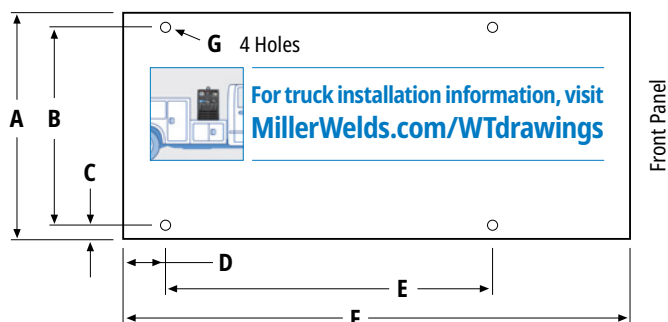 G 4 Holes
A
B
For truck installation information, visit
MillerWelds.com/WTdrawings
Front Panel
C
D
E
F